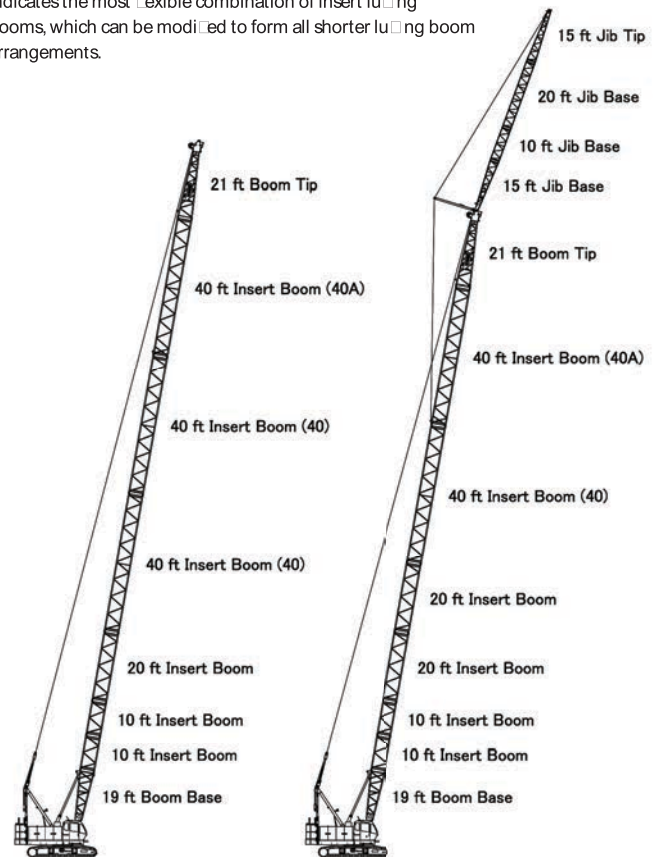 ndicates the most □exible combination of insert lu□ng
ooms, which can be modi□ed to form all shorter lu□ng boom
rrangements.
21 ft Boom Tip
40 ft Insert Boom (40A)
40 ft Insert Boom (40)
40 ft Insert Boom (40)
20 ft Insert Boom
10 ft Insert Boom
10 ft Insert Boom
19 ft Boom Base
15 ft Jib Tip
20 ft Jib Base
10 ft Jib Base
15 ft Jib Base
21 ft Boom Tip
40 ft Insert Boom (40A)
40 ft Insert Boom (40)
20 ft Insert Boom
20 ft Insert Boom
10 ft Insert Boom
10 ft Insert Boom
19 ft Boom Base